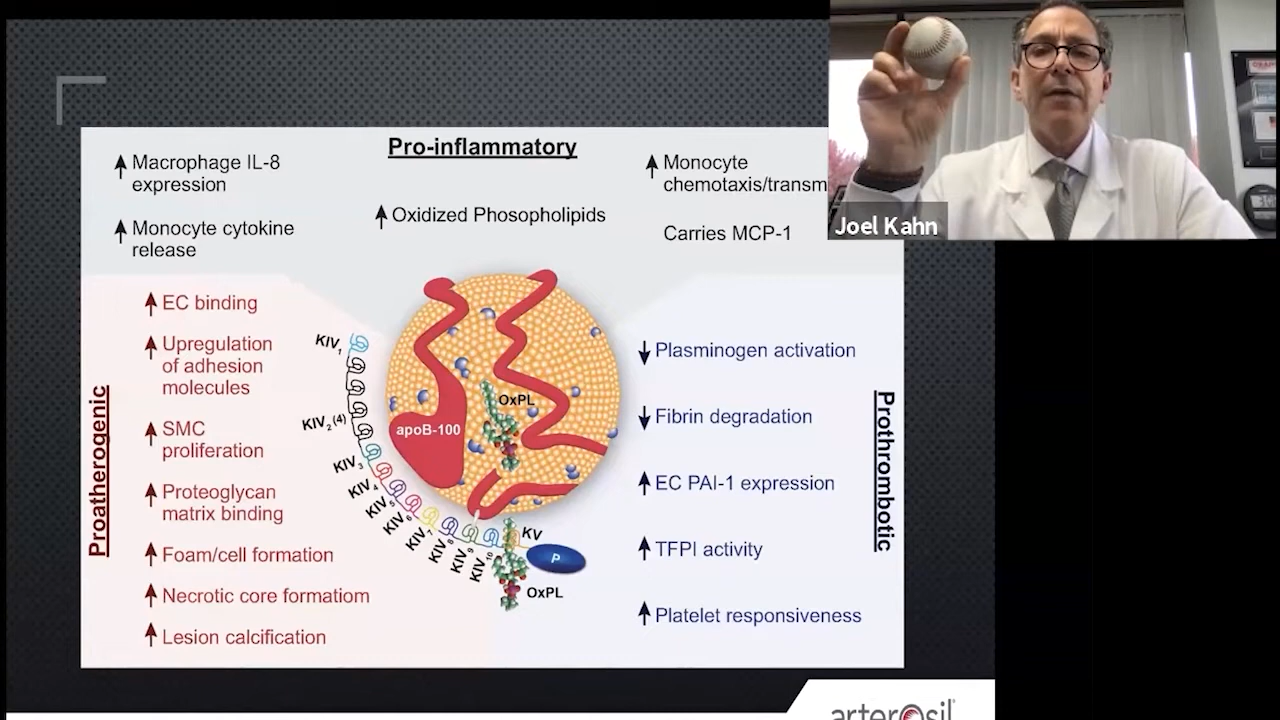 Pro-inflammatory
Macrophage IL-8
expression
Monocyte cytokine
release
Oxidized Phosopholipids
Monocyte
chemotaxis/transm
Carries MCP-1
Joel Kahn
Proatherogenic
EC binding
Upregulation
of adhesion
molecules
SMC
proliferation
Proteoglycan
matrix binding
Foam/cell formation
Necrotic core formatiom
Lesion calcification
KIV1
KIV2 (4)
KIV3
KIV4
KIV5
KIV6
KIV7
KIV8
KIV9
KIV10
KV
P
OxPL
apoB-100
OxPL
Prothrombotic
Plasminogen activation
Fibrin degradation
EC PAI-1 expression
TFPI activity
Platelet responsiveness
arterosil